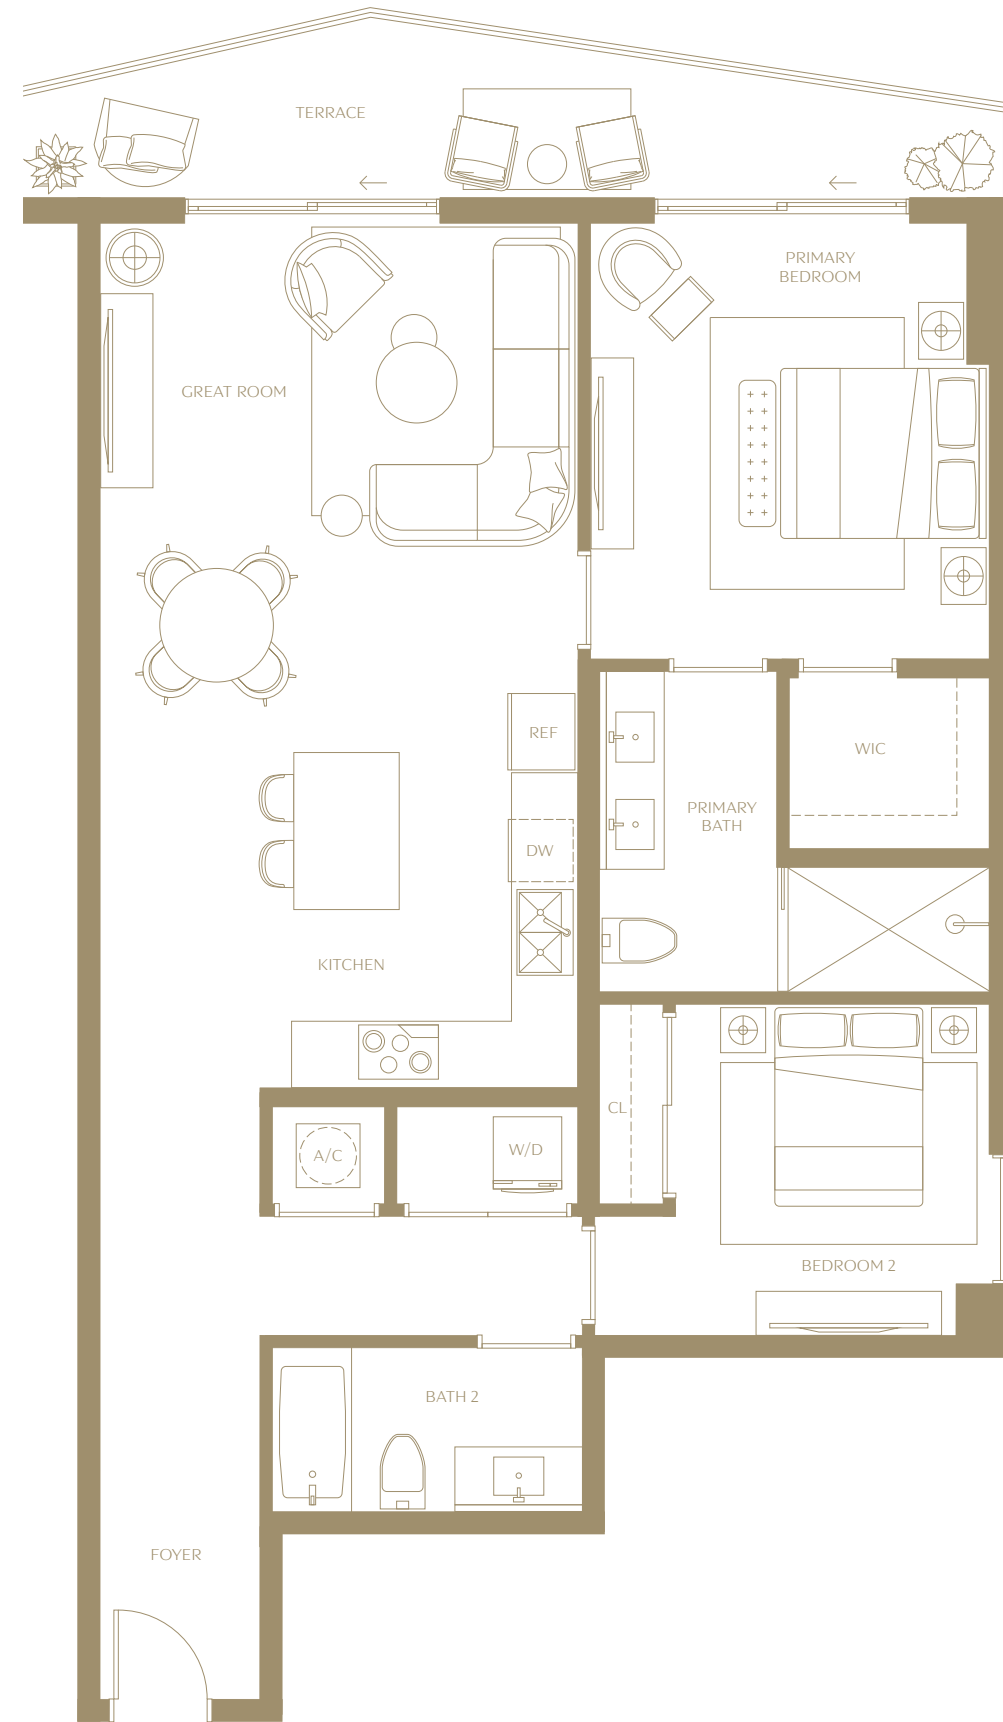 TERRACE
PRIMARY
BEDROOM
GREAT ROOM
REF
WIC
PRIMARY
BATH
DW
KITCHEN
CL
A/C
W/D
BEDROOM 2
BATH 2
FOYER